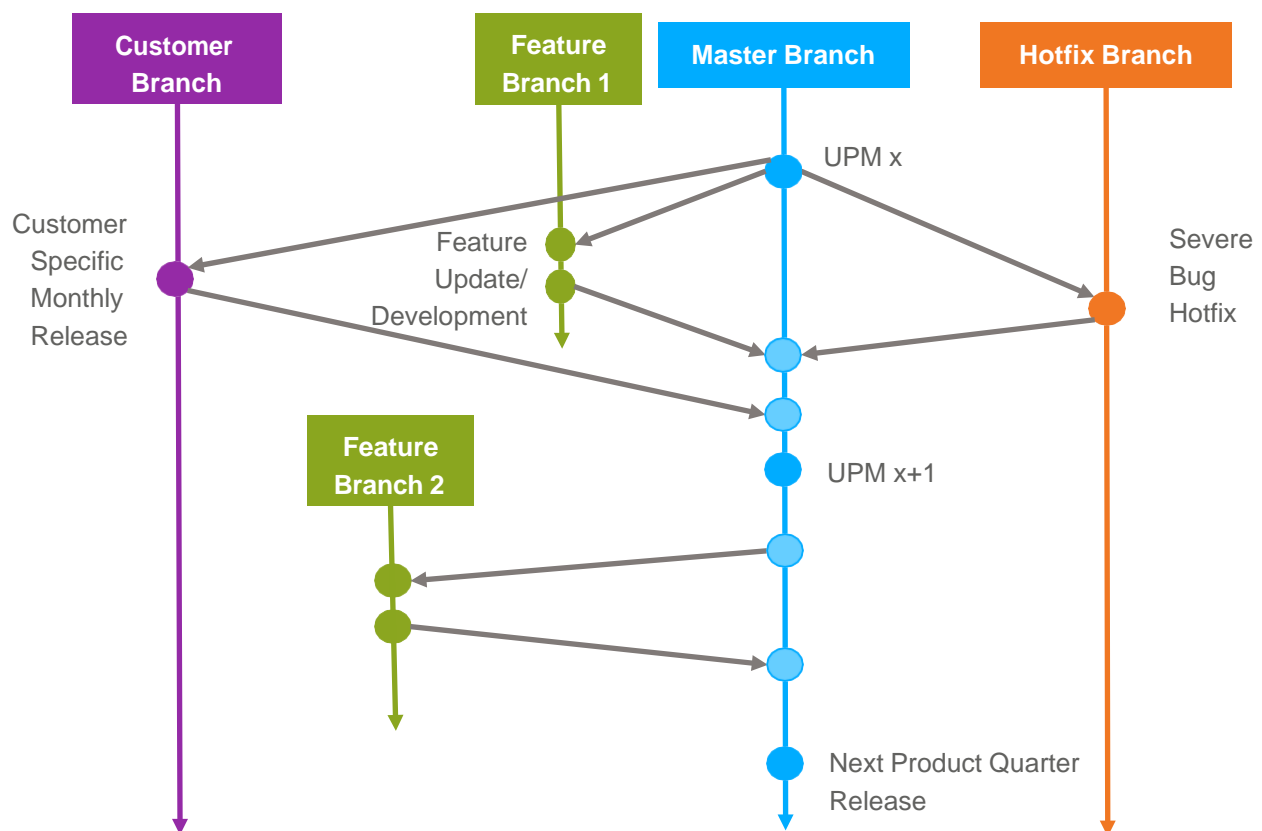 Customer
Branch
Feature
Branch 1
Master Branch
Hotfix Branch
UPM x
Customer
Specific
Monthly
Release
Feature
Update/
Development
Severe
Bug
Hotfix
Feature
Branch 2
UPM x+1
Next Product Quarter
Release